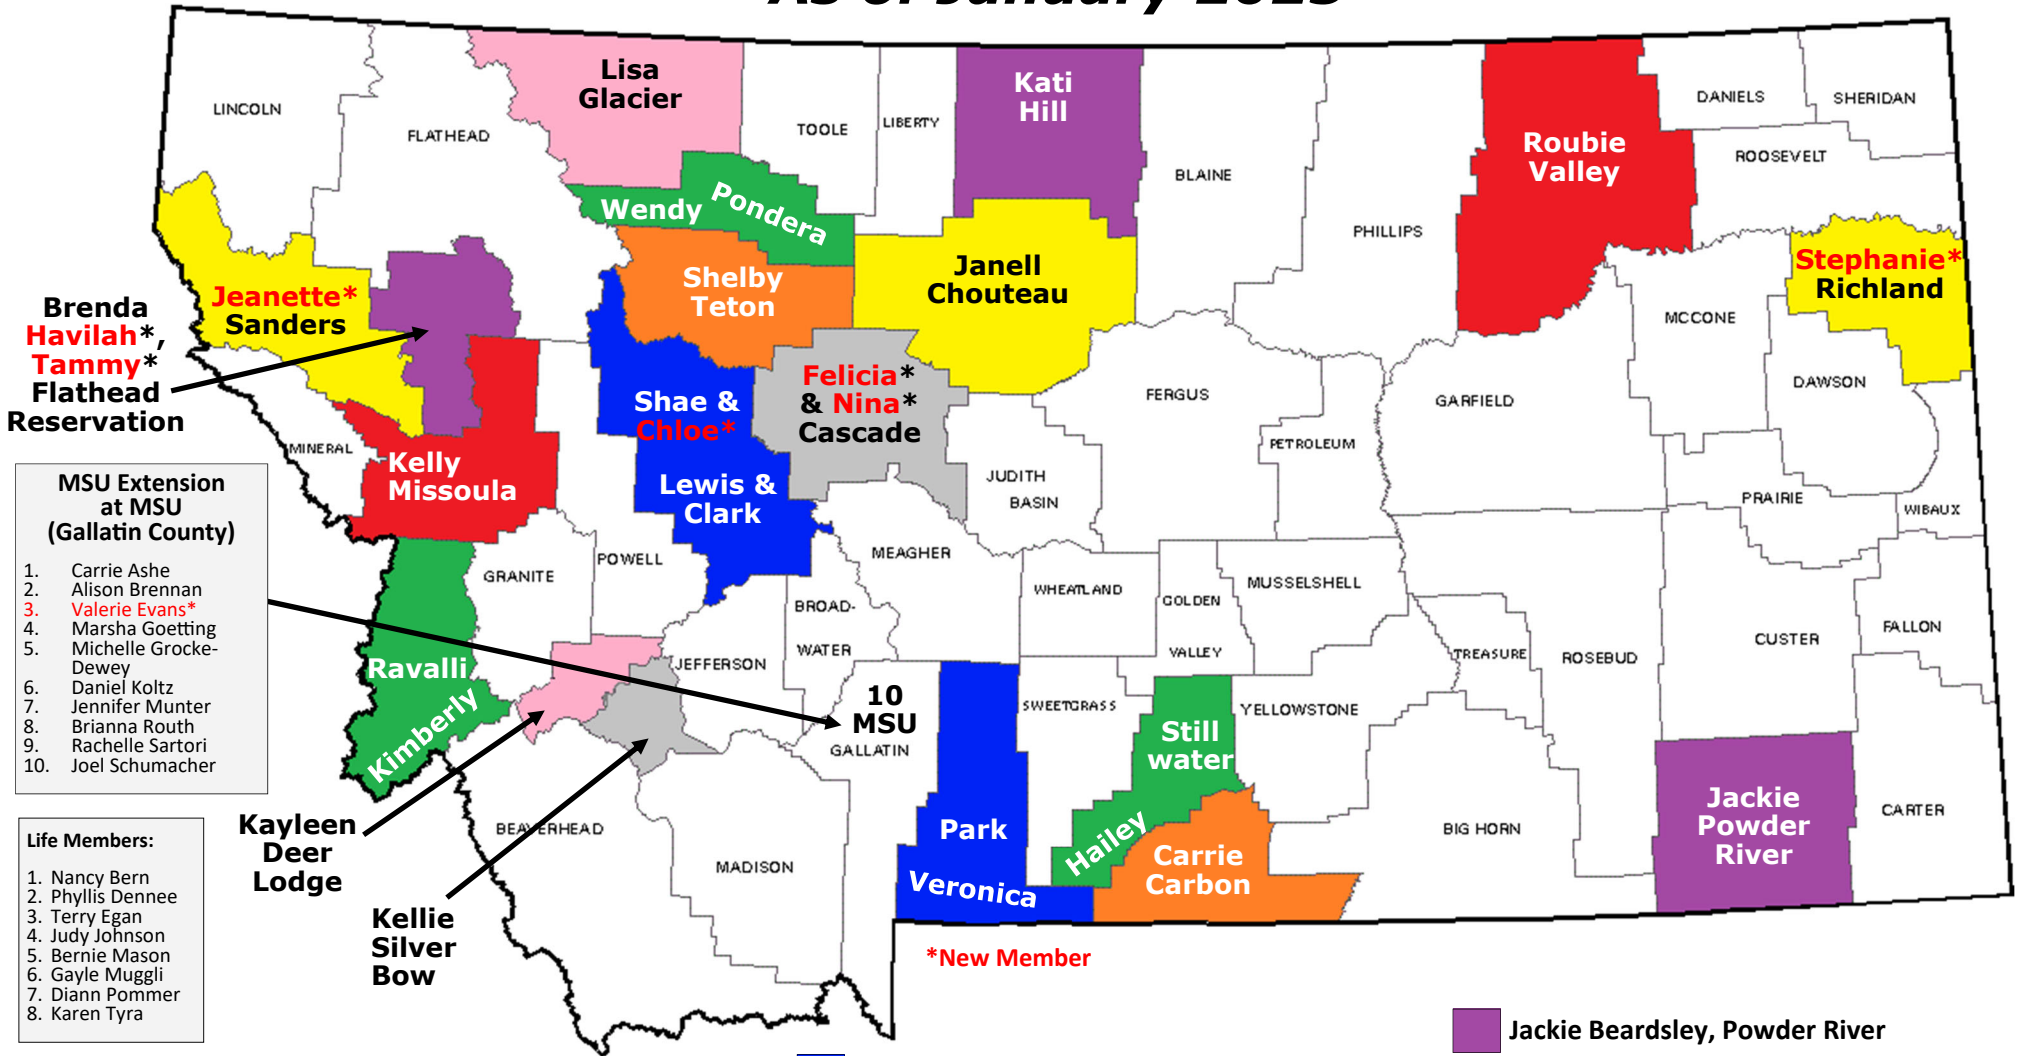 As of January 2023
LINCOLN
FLATHEAD
Lisa
Glacier
TOOLE
LIBERTY
Kati
Hill
BLAINE
PHILLIPS
Roubie
Valley
DANIELS
SHERIDAN
ROOSEVELT
Wendy Pondera
Jeanette*
Sanders
Shelby
Teton
Janell
Chouteau
MCCONE
Stephanie*
Richland
Brenda
Havilah*,
Tammy*
Flathead
Reservation
Shae &
Chloe*
Lewis &
Clark
Felicia*
& Nina*
Cascade
FERGUS
PETROLEUM
GARFIELD
DAWSON
MINERAL
Kelly
Missoula
JUDITH
BASIN
PRAIRIE
WIBAUX
MSU Extension
at MSU
(Gallatin County)
1. Carrie Ashe
2. Alison Brennan
3. Valerie Evans*
4. Marsha Goetting
5. Michelle Grocke-
Dewey
6. Daniel Koltz
7. Jennifer Munter
8. Brianna Routh
9. Rachelle Sartori
10. Joel Schumacher
GRANITE
POWELL
MEAGHER
WHEATLAND
GOLDEN
VALLEY
MUSSELSHELL
BROAD-
WATER
JEFFERSON
Ravalli
Kimberly
TREASURE
ROSEBUD
CUSTER
FALLON
10
MSU
GALLATIN
SWEETGRASS
YELLOWSTONE
Still
water
Hailey
Park
Veronica
Carrie
Carbon
BIG HORN
Jackie
Powder
River
CARTER
Kayleen
Deer
Lodge
BEAVERHEAD
MADISON
Kellie
Silver
Bow
Life Members:
1. Nancy Bern
2. Phyllis Dennee
3. Terry Egan
4. Judy Johnson
5. Bernie Mason
6. Gayle Muggli
7. Diann Pommer
8. Karen Tyra
*New Member
Jackie Beardsley, Powder River